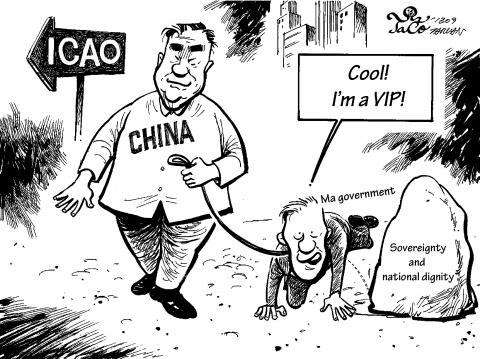 ICAO
CHINA
Cool!
I'm a VIP!
Ma government
Sovereignty
and
national dignity